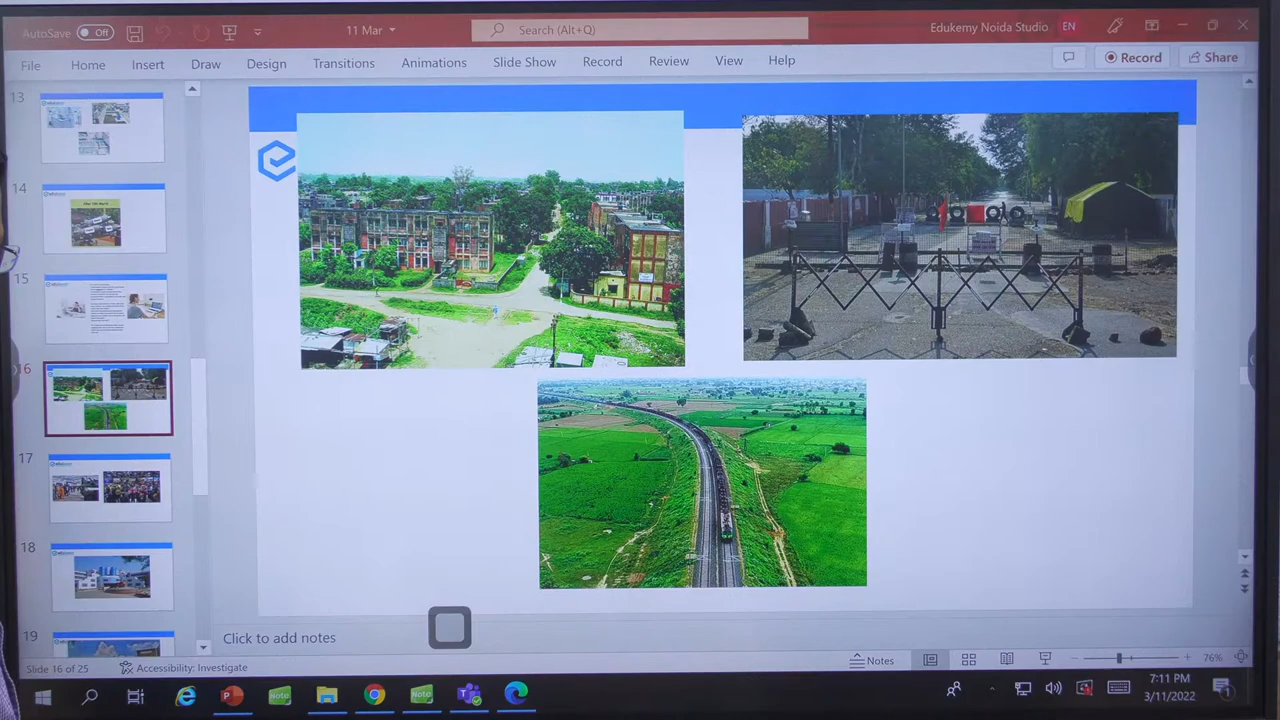 AutoSave Off
11 Mar
Search (Alt+Q)
Edukemy Noida Studio EN
File Home Insert Draw Design Transitions Animations Slide Show Record Review View Help
Record Share
13
14
15
16
17
18
19
Click to add notes
Slide 16 of 25 Accessibility: Investigate
Notes
76%
7:11 PM
3/11/2022